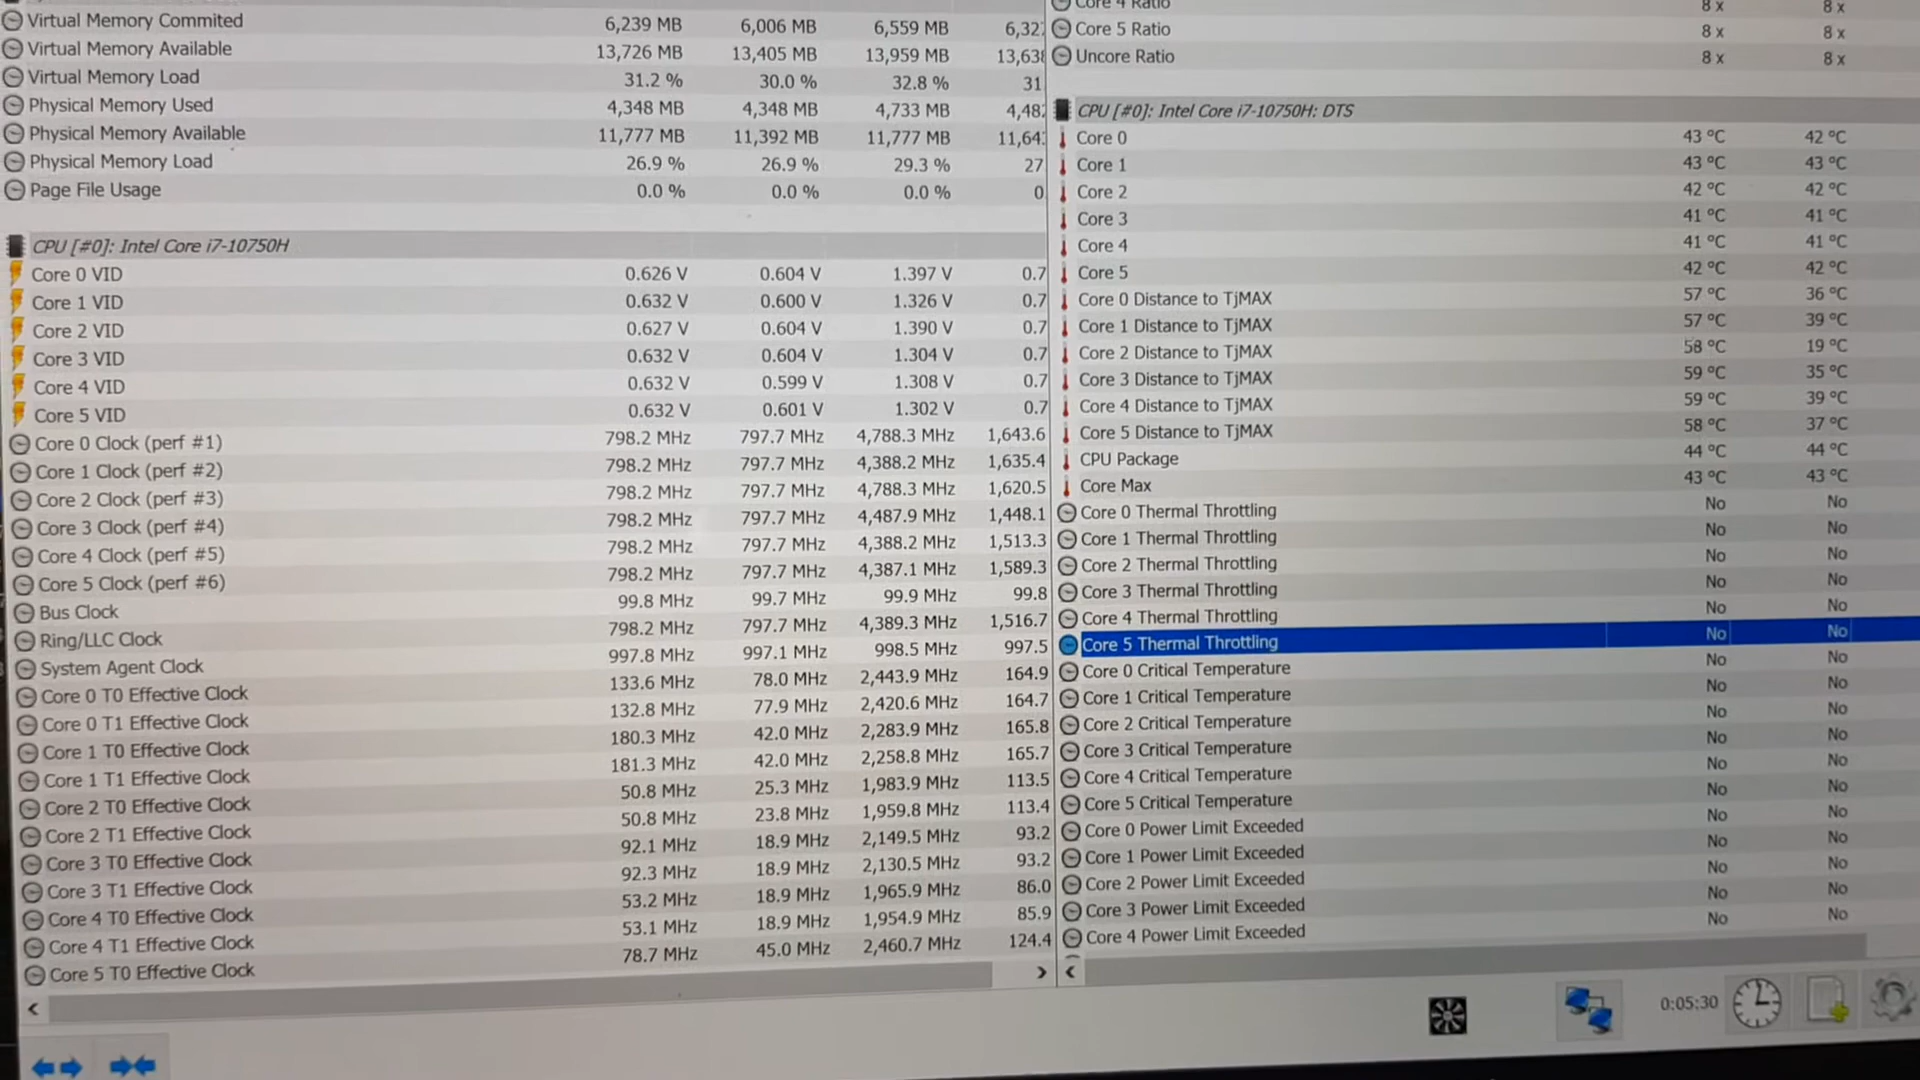 Virtual Memory Commited 6,239 MB 6,006 MB 6,559 MB 6,32
Virtual Memory Available 13,726 MB 13,405 MB 13,959 MB 13,638
Virtual Memory Load 31.2 % 30.0 % 32.8 % 31
Physical Memory Used 4,348 MB 4,348 MB 4,733 MB 4,48
Physical Memory Available 11,777 MB 11,392 MB 11,777 MB 11,64
Physical Memory Load 26.9 % 26.9 % 29.3 % 27
Page File Usage 0.0 % 0.0 % 0.0 % 0
CPU [#0]: Intel Core i7-10750H
Core 0 VID 0.626 V 0.604 V 1.397 V 0.7
Core 1 VID 0.632 V 0.600 V 1.326 V 0.7
Core 2 VID 0.627 V 0.604 V 1.390 V 0.7
Core 3 VID 0.632 V 0.604 V 1.304 V 0.7
Core 4 VID 0.632 V 0.599 V 1.308 V 0.7
Core 5 VID 0.632 V 0.601 V 1.302 V 0.7
Core 0 Clock (perf #1) 798.2 MHz 797.7 MHz 4,788.3 MHz 1,643.6
Core 1 Clock (perf #2) 798.2 MHz 797.7 MHz 4,388.2 MHz 1,635.4
Core 2 Clock (perf #3) 798.2 MHz 797.7 MHz 4,788.3 MHz 1,620.5
Core 3 Clock (perf #4) 798.2 MHz 797.7 MHz 4,487.9 MHz 1,448.1
Core 4 Clock (perf #5) 798.2 MHz 797.7 MHz 4,388.2 MHz 1,513.3
Core 5 Clock (perf #6) 798.2 MHz 797.7 MHz 4,387.1 MHz 1,589.3
Bus Clock 99.8 MHz 99.7 MHz 99.9 MHz 99.8
Ring/LLC Clock 798.2 MHz 797.7 MHz 4,389.3 MHz 1,516.7
System Agent Clock 997.8 MHz 997.1 MHz 998.5 MHz 997.5
Core 0 T0 Effective Clock 133.6 MHz 78.0 MHz 2,443.9 MHz 164.9
Core 0 T1 Effective Clock 132.8 MHz 77.9 MHz 2,420.6 MHz 164.7
Core 1 T0 Effective Clock 180.3 MHz 42.0 MHz 2,283.9 MHz 165.8
Core 1 T1 Effective Clock 181.3 MHz 42.0 MHz 2,258.8 MHz 165.7
Core 2 T0 Effective Clock 50.8 MHz 25.3 MHz 1,983.9 MHz 113.5
Core 2 T1 Effective Clock 50.8 MHz 23.8 MHz 1,959.8 MHz 113.4
Core 3 T0 Effective Clock 92.1 MHz 18.9 MHz 2,149.5 MHz 93.2
Core 3 T1 Effective Clock 92.3 MHz 18.9 MHz 2,130.5 MHz 93.2
Core 4 T0 Effective Clock 53.2 MHz 18.9 MHz 1,965.9 MHz 86.0
Core 4 T1 Effective Clock 53.1 MHz 18.9 MHz 1,954.9 MHz 85.9
Core 5 T0 Effective Clock 78.7 MHz 45.0 MHz 2,460.7 MHz 124.4
Core 4 Ratio 8 x 8 x
Core 5 Ratio 8 x 8 x
Uncore Ratio 8 x 8 x
CPU [#0]: Intel Core i7-10750H: DTS
Core 0 43 °C 42 °C
Core 1 43 °C 43 °C
Core 2 42 °C 42 °C
Core 3 41 °C 41 °C
Core 4 41 °C 41 °C
Core 5 42 °C 42 °C
Core 0 Distance to TjMAX 57 °C 36 °C
Core 1 Distance to TjMAX 57 °C 39 °C
Core 2 Distance to TjMAX 58 °C 19 °C
Core 3 Distance to TjMAX 59 °C 35 °C
Core 4 Distance to TjMAX 59 °C 39 °C
Core 5 Distance to TjMAX 58 °C 37 °C
CPU Package 44 °C 44 °C
Core Max 43 °C 43 °C
Core 0 Thermal Throttling No No
Core 1 Thermal Throttling No No
Core 2 Thermal Throttling No No
Core 3 Thermal Throttling No No
Core 4 Thermal Throttling No No
Core 5 Thermal Throttling No No
Core 0 Critical Temperature No No
Core 1 Critical Temperature No No
Core 2 Critical Temperature No No
Core 3 Critical Temperature No No
Core 4 Critical Temperature No No
Core 5 Critical Temperature No No
Core 0 Power Limit Exceeded No No
Core 1 Power Limit Exceeded No No
Core 2 Power Limit Exceeded No No
Core 3 Power Limit Exceeded No No
Core 4 Power Limit Exceeded No No
0:05:30